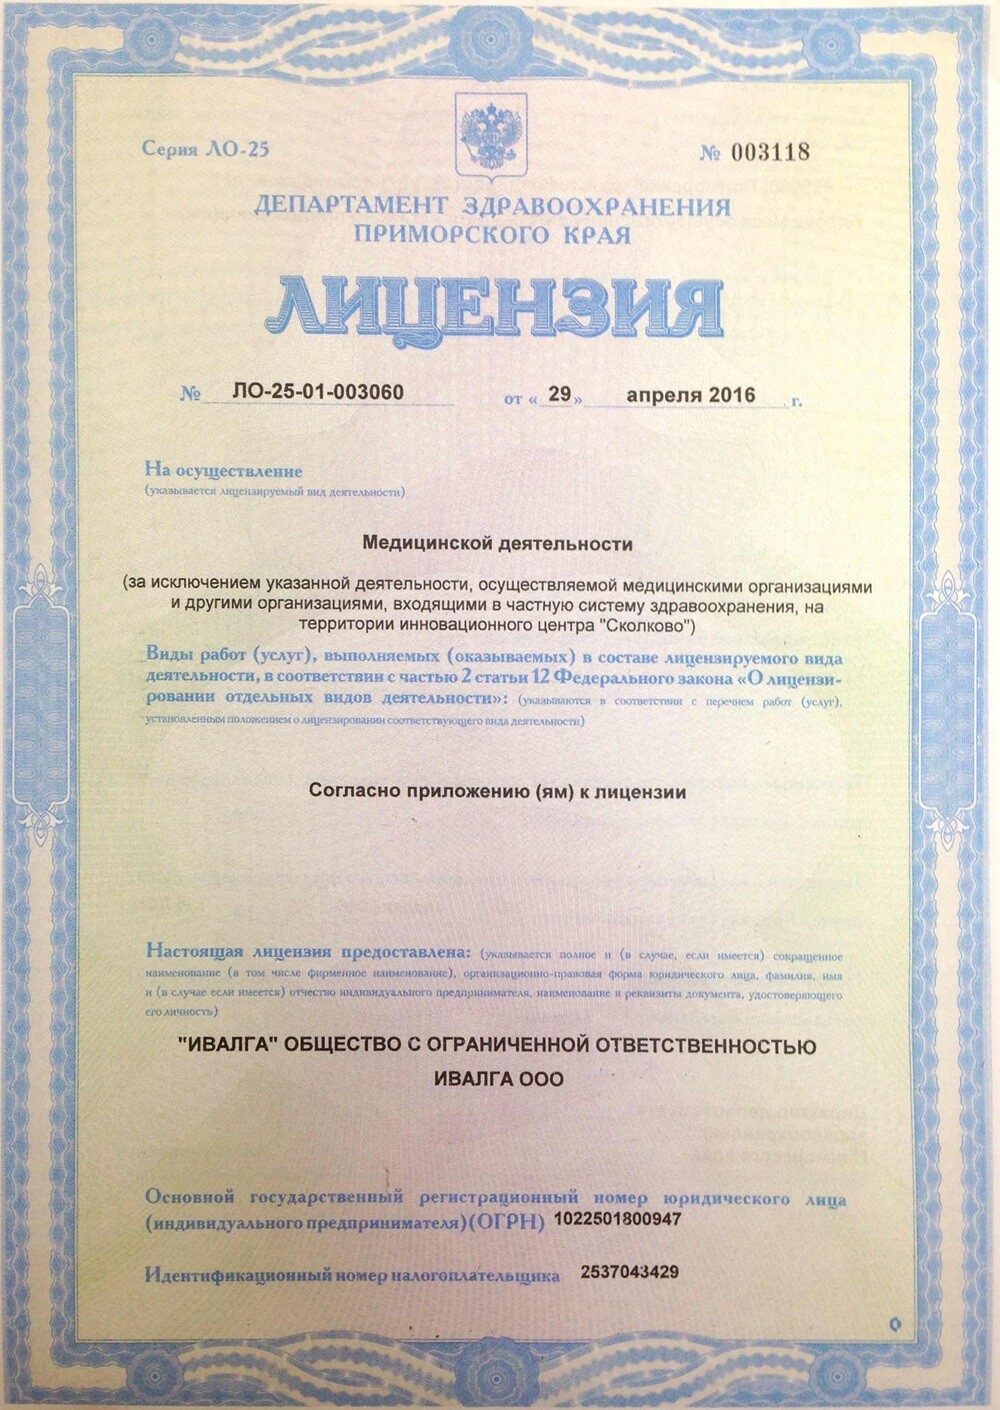 Серия ЛО-25
№ 003118
ДЕПАРТАМЕНТ ЗДРАВООХРАНЕНИЯ
ПРИМОРСКОГО КРАЯ
ЛИЦЕНЗИЯ
№ ЛО-25-01-003060 от « 29 » апреля 2016 г.
На осуществление
(указывается лицензируемый вид деятельности)
Медицинской деятельности
(за исключением указанной деятельности, осуществляемой медицинскими организациями
и другими организациями, входящими в частную систему здравоохранения, на
территории инновационного центра "Сколково")
Виды работ (услуг), выполняемых (оказываемых) в составе лицензируемого вида
деятельности, в соответствии с частью 2 статьи 12 Федерального закона «О лицензи-
ровании отдельных видов деятельности»: (указываются в соответствии с перечнем работ (услуг),
установленным положением о лицензировании соответствующего вида деятельности)
Согласно приложению (ям) к лицензии
Настоящая лицензия предоставлена: (указывается полное и (в случае, если имеется) сокращенное
наименование (в том числе фирменное наименование), организационно-правовая форма юридического лица, фамилия, имя
и (в случае если имеется) отчество индивидуального предпринимателя, наименование и реквизиты документа, удостоверяющего
его личность)
"ИВАЛГА" ОБЩЕСТВО С ОГРАНИЧЕННОЙ ОТВЕТСТВЕННОСТЬЮ
ИВАЛГА ООО
Основной государственный регистрационный номер юридического лица
(индивидуального предпринимателя)(ОГРН) 1022501800947
Идентификационный номер налогоплательщика 2537043429